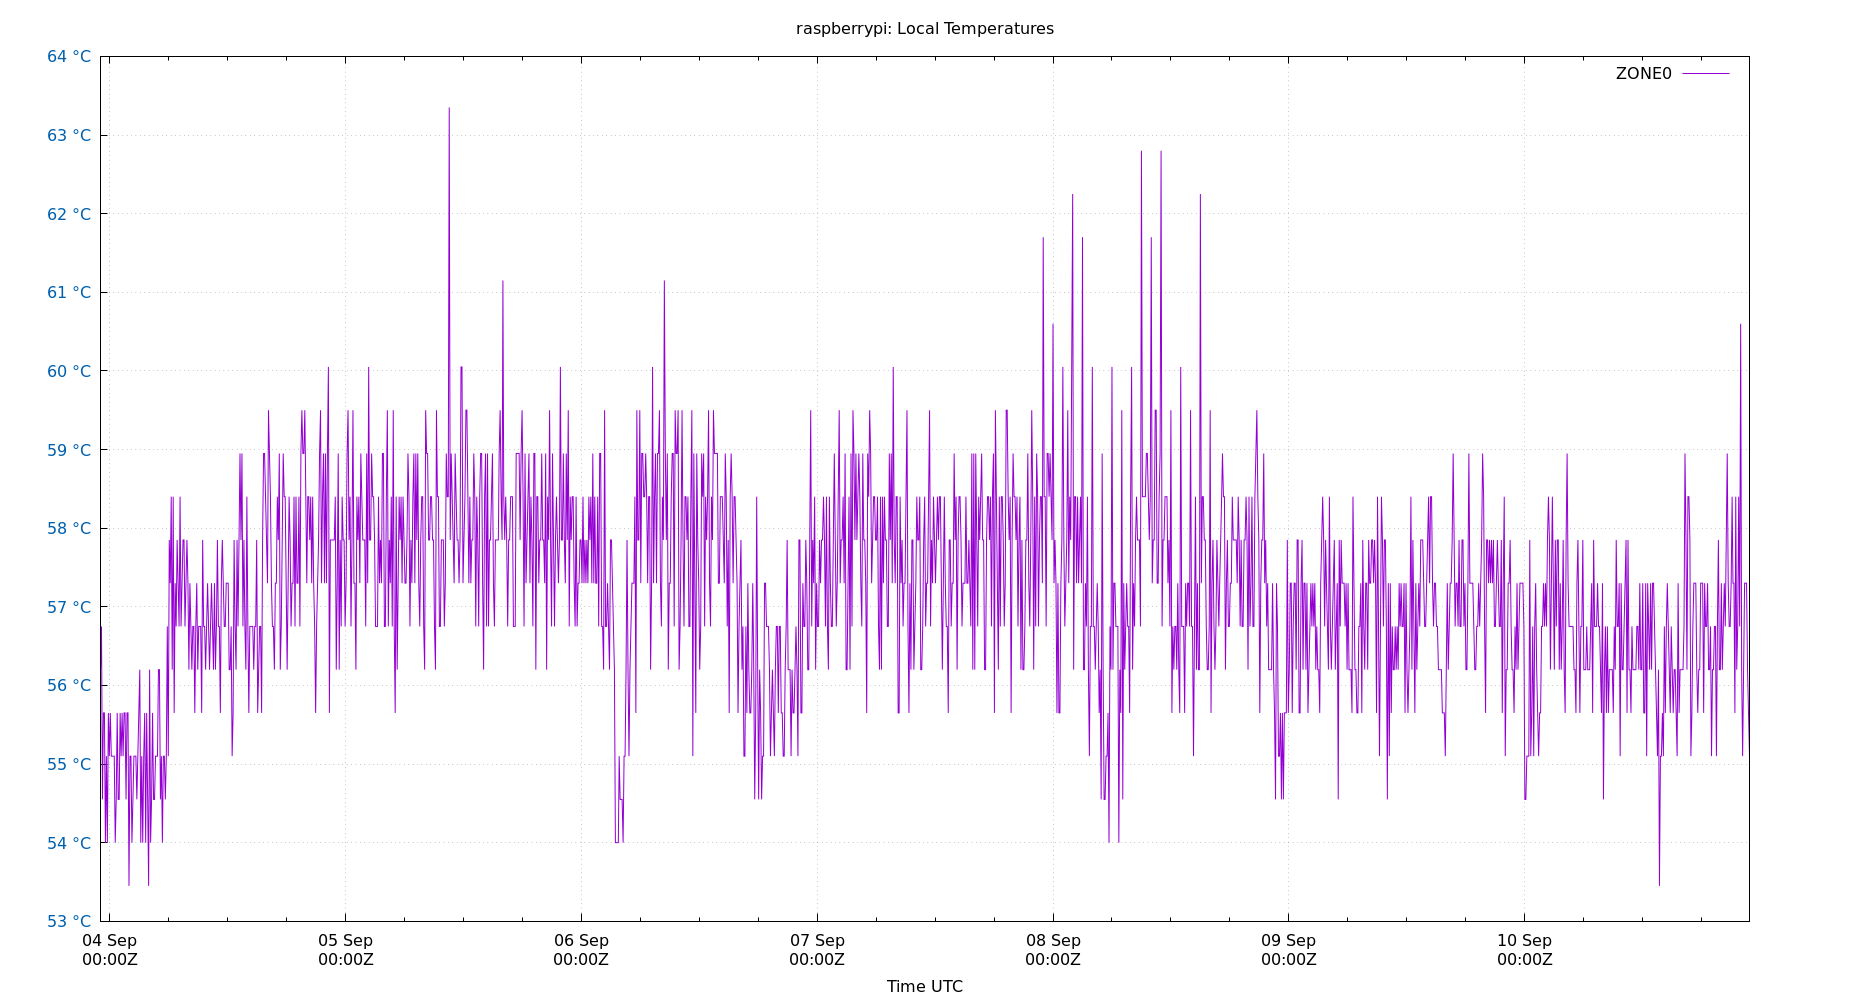 raspberrypi: Local Temperatures
64 °C
ZONE0
63 °C
62 °C
61 °C
60 °C
59 °C
58 °C
57 °C
56 °C
55 °C
54 °C
53 °C
04 Sep 05 Sep 06 Sep 07 Sep 08 Sep 09 Sep 10 Sep
00:00Z 00:00Z 00:00Z 00:00Z 00:00Z 00:00Z 00:00Z
Time UTC